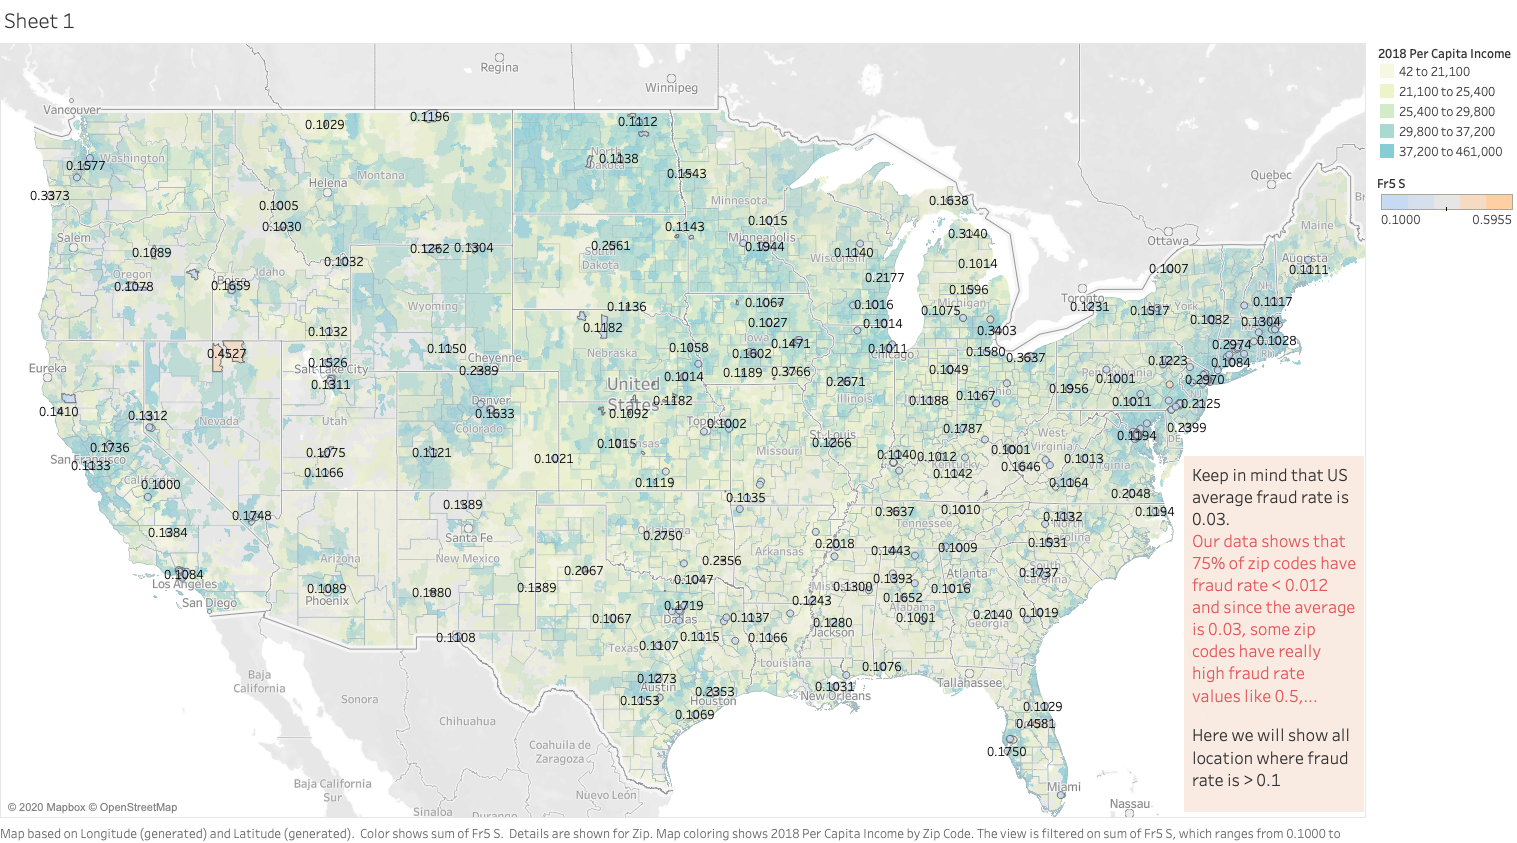 Sheet 1
2018 Per Capita Income
42 to 21,100
21,100 to 25,400
25,400 to 29,800
29,800 to 37,200
37,200 to 461,000
Fr5 S
0.1000 0.5955
Regina
Winnipeg
Vancouver
0.1029
0.1196
0.1112
0.1577
Washington
North
Dakota
0.1138
0.1543
Montana
Helena
Quebec
Maine
0.3373
0.1005
0.1030
Minnesota
0.1638
0.1015
0.1143
Minneapolis
0.1944
0.3140
Salem
0.1089
0.1262
0.1304
0.2561
South
Dakota
Wisconsin
0.1140
Ottawa
0.1032
0.1014
Augusta
0.1111
0.1007
Oregon
0.1078
Idaho
Boise
0.1659
0.2177
0.1596
Michigan
NH
Wyoming
0.1136
0.1067
0.1016
0.1075
Toronto
0.1231
0.1517
New York
0.1117
0.1032
0.1304
0.1132
0.1182
0.1027
0.1014
0.3403
0.1028
Iowa
0.1471
0.4527
0.1526
Salt Lake City
0.1311
0.1150
Cheyenne
0.2389
Nebraska
0.1058
0.1602
0.1011
Chicago
0.1580
0.3637
0.2974
0.1084
RI
Eureka
United
States
0.1014
0.1189
0.3766
0.2671
0.1049
0.1223
Pennsylvania
0.1001
0.2970
0.1410
0.1312
Nevada
Utah
Denver
0.1633
Colorado
0.1182
0.1092
Illinois
0.1188
0.1167
0.1956
0.1011
0.2125
0.1002
0.1787
0.2399
DE
0.1194
0.1736
San Francisco
0.1133
0.1075
0.1121
0.1015
Kansas
St. Louis
0.1266
West
Virginia
0.1001
0.1166
0.1021
Missouri
0.1140
0.1012
Kentucky
0.1142
0.1646
0.1013
Virginia
0.1000
0.1119
0.1164
0.1135
0.2048
0.1748
0.1389
0.3637
0.1010
0.1132
0.1194
North
Tennessee
0.1384
Santa Fe
Oklahoma
0.2750
0.2018
0.1443
0.1009
0.1531
Arizona
New Mexico
Arkansas
0.2356
0.1084
Los Angeles
0.2067
0.1047
0.1393
Atlanta
0.1737
South
Carolina
0.1089
Phoenix
0.1880
0.1389
0.1300
0.1016
San Diego
0.1243
0.1652
Alabama
0.1719
Dallas
0.1067
0.1137
0.1280
Jackson
0.1001
0.2140
Georgia
0.1019
0.1108
0.1115
0.1166
Texas
0.1107
Louisiana
0.1076
Baja
California
0.1273
Austin
0.1153
0.2353
Houston
0.1069
0.1031
New Orleans
Tallahassee
Sonora
Chihuahua
0.1129
0.4581
0.1750
Coahuila de
Zaragoza
Baja California
Sur
Nuevo León
Miami
Nassau
Sinaloa
Keep in mind that US
average fraud rate is
0.03.
Our data shows that
75% of zip codes have
fraud rate < 0.012
and since the average
is 0.03, some zip
codes have really
high fraud rate
values like 0.5,...
Here we will show all
location where fraud
rate is > 0.1
© 2020 Mapbox © OpenStreetMap
Map based on Longitude (generated) and Latitude (generated). Color shows sum of Fr5 S. Details are shown for Zip. Map coloring shows 2018 Per Capita Income by Zip Code. The view is filtered on sum of Fr5 S, which ranges from 0.1000 to